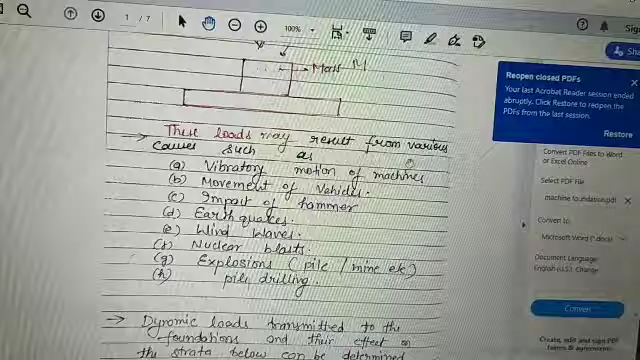 1 / 7
100%
Sign
Sha
Mass M
→ These loads may result from various
causes such as
(a) Vibratory motion of machines
(b) Movement of Vehicles.
(c) Impact of hammer
(d) Earthquakes.
(e) Wind Waves.
(f) Nuclear blasts.
(g) Explosions (pile / mine etc)
(h) pile drilling.
→ Dynamic loads transmitted to the
foundations and their effect on
the strata below can be determined
Reopen closed PDFs
Your last Acrobat Reader session ended
abruptly. Click Restore to reopen the
PDFs from the last session.
Restore
Convert PDF Files to Word
or Excel Online
Select PDF File
machine foundation.pdf
Convert to
Microsoft Word (*.docx)
Document Language:
English (U.S.) Change
Convert
Create, edit and sign PDF
forms & agreements